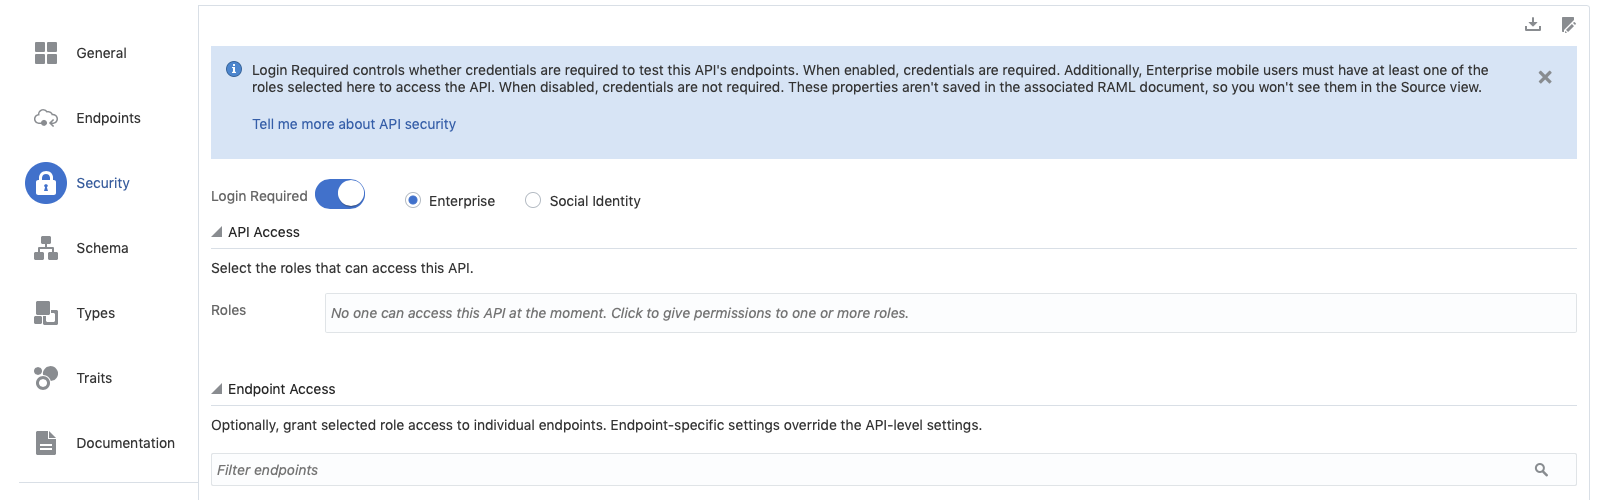 General
Endpoints
Security
Schema
Types
Traits
Documentation
Login Required controls whether credentials are required to test this API's endpoints. When enabled, credentials are required. Additionally, Enterprise mobile users must have at least one of the
roles selected here to access the API. When disabled, credentials are not required. These properties aren't saved in the associated RAML document, so you won't see them in the Source view.
Tell me more about API security
Login Required
Enterprise
Social Identity
API Access
Select the roles that can access this API.
Roles
No one can access this API at the moment. Click to give permissions to one or more roles.
Endpoint Access
Optionally, grant selected role access to individual endpoints. Endpoint-specific settings override the API-level settings.
Filter endpoints